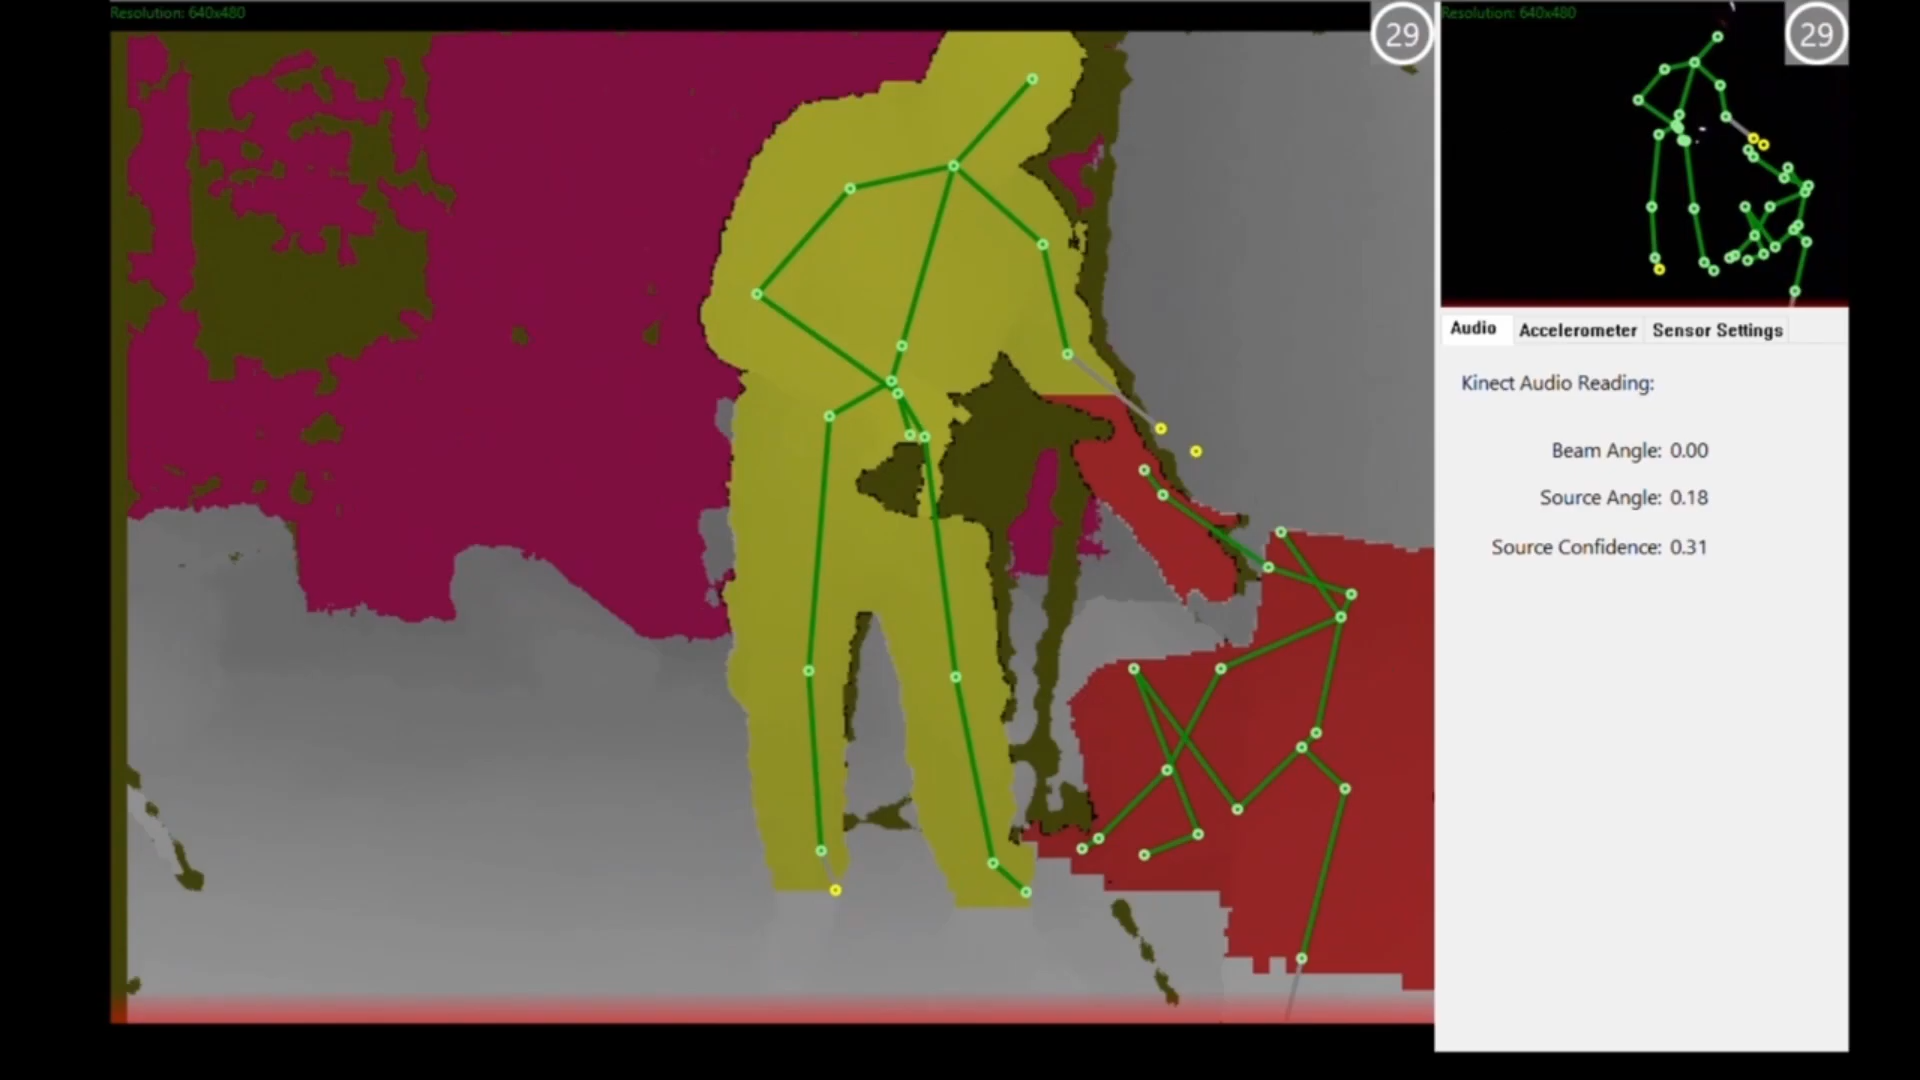 Resolution: 640x480
29
Resolution: 640x480
29
Audio
Accelerometer
Sensor Settings
Kinect Audio Reading:
Beam Angle: 0.00
Source Angle: 0.18
Source Confidence: 0.31